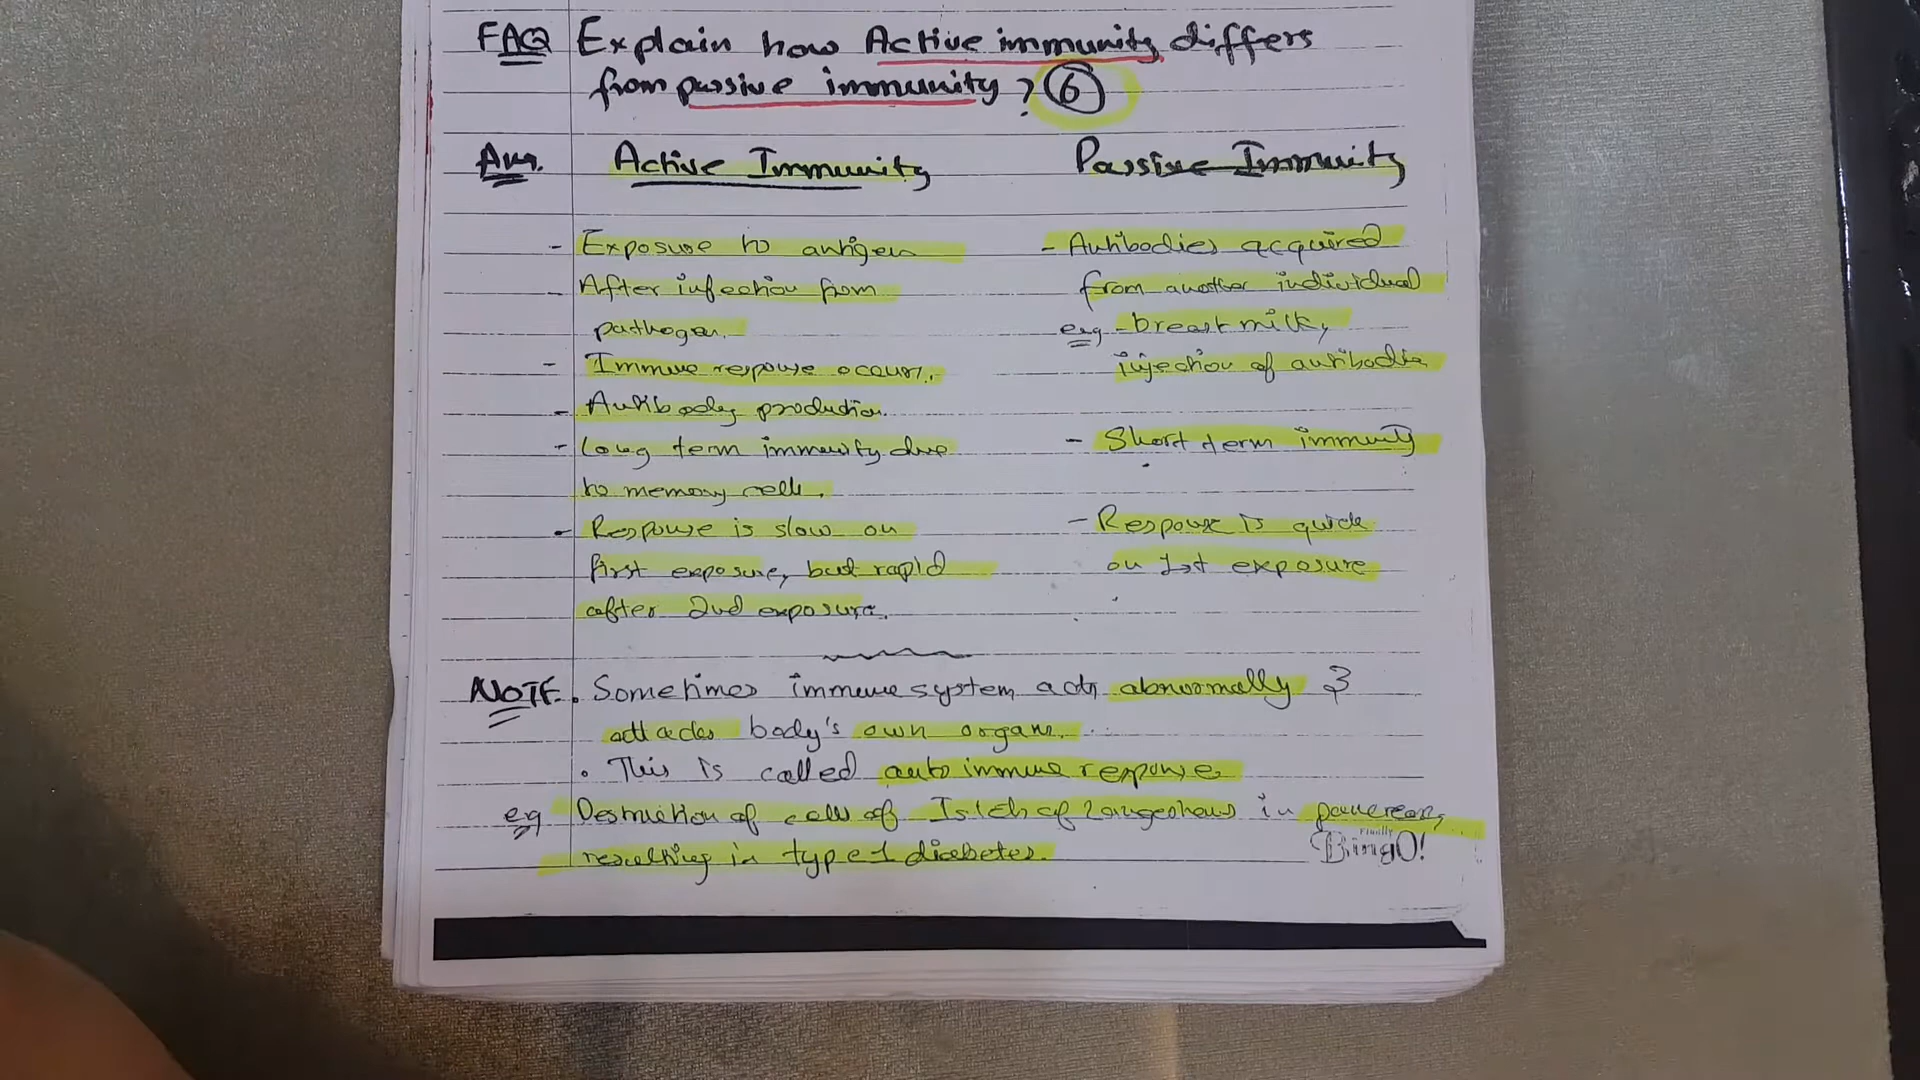 FAQ Explain how Active immunity differs
from passive immunity? 6
Ans. Active Immunity Passive Immunity
- Exposure to antigen
- After infection from
pathogen.
- Immune response occurs.
- Antibody production.
- Long term immunity due
to memory cells.
- Response is slow on
first exposure, but rapid
after 2nd exposure.
- Antibodies acquired
from another individual
eg - breast milk,
injection of antibodies
- Short term immunity
- Response is quick
on 1st exposure
NOTE. Sometimes immune system acts abnormally &
attacks body's own organs.
• This is called auto immune response.
eg Destruction of cells of Islets of Langerhans in pancreas,
resulting in type 1 diabetes.
Finally
BingO!